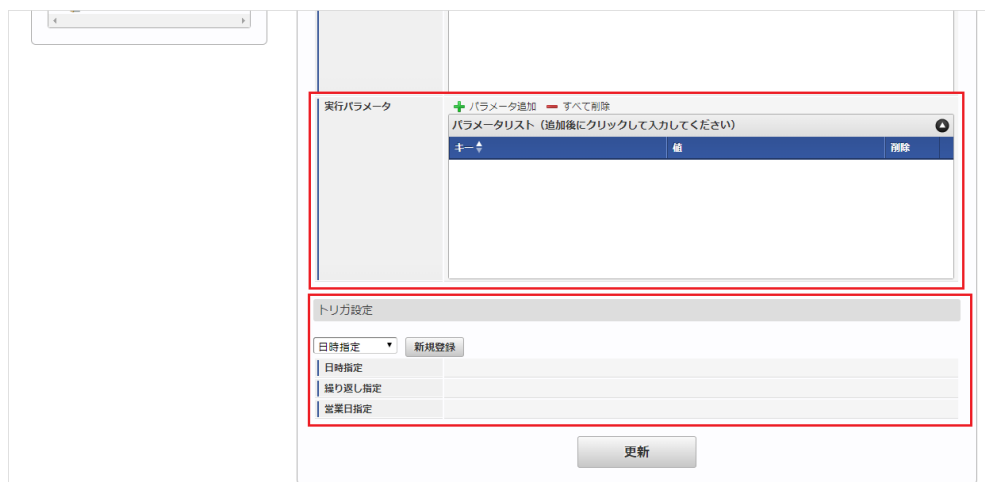 実行パラメータ
パラメータ追加 すべて削除
パラメータリスト（追加後にクリックして入力してください）
キー 値 削除
トリガ設定
日時指定 新規登録
日時指定
繰り返し指定
営業日指定
更新